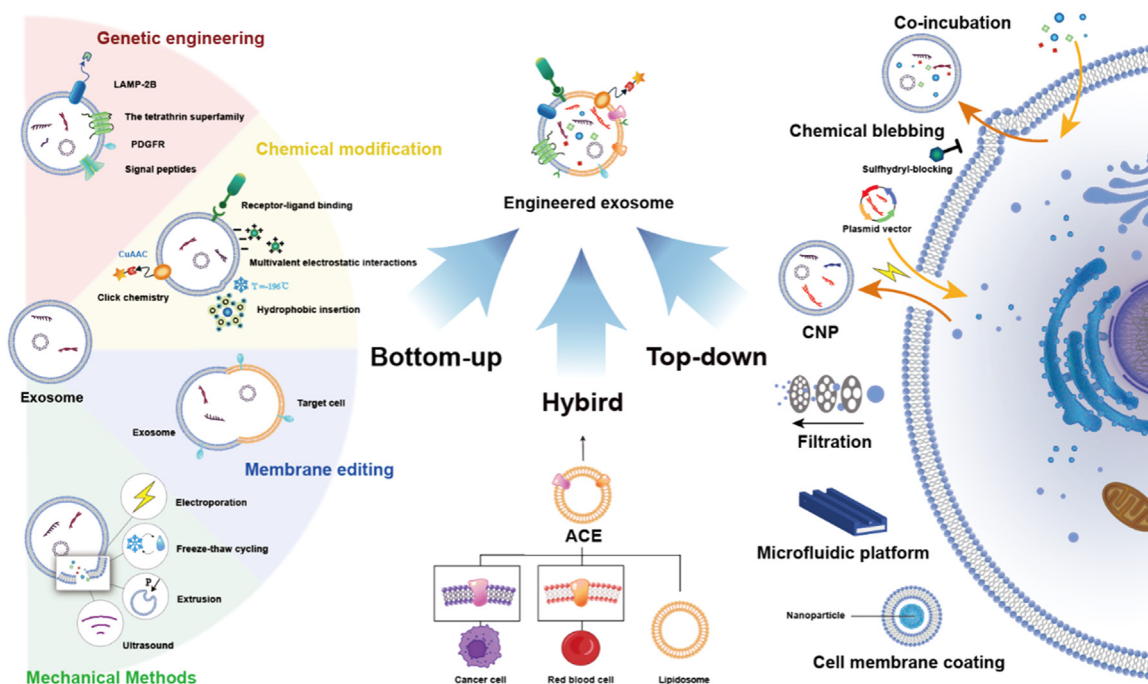 Genetic engineering
LAMP-2B
The tetrathrin superfamily
PDGFR
Signal peptides
Chemical modification
Receptor-ligand binding
Multivalent electrostatic interactions
CuAAC
Click chemistry
T=-196℃
Hydrophobic insertion
Exosome
Target cell
Exosome
Membrane editing
Electroporation
Freeze-thaw cycling
P
Extrusion
Ultrasound
Mechanical Methods
Engineered exosome
Bottom-up
Top-down
Hybird
ACE
Cancer cell
Red blood cell
Lipidosome
Co-incubation
Chemical blebbing
Sulfhydryl-blocking
Plasmid vector
CNP
Filtration
Microfluidic platform
Nanoparticle
Cell membrane coating